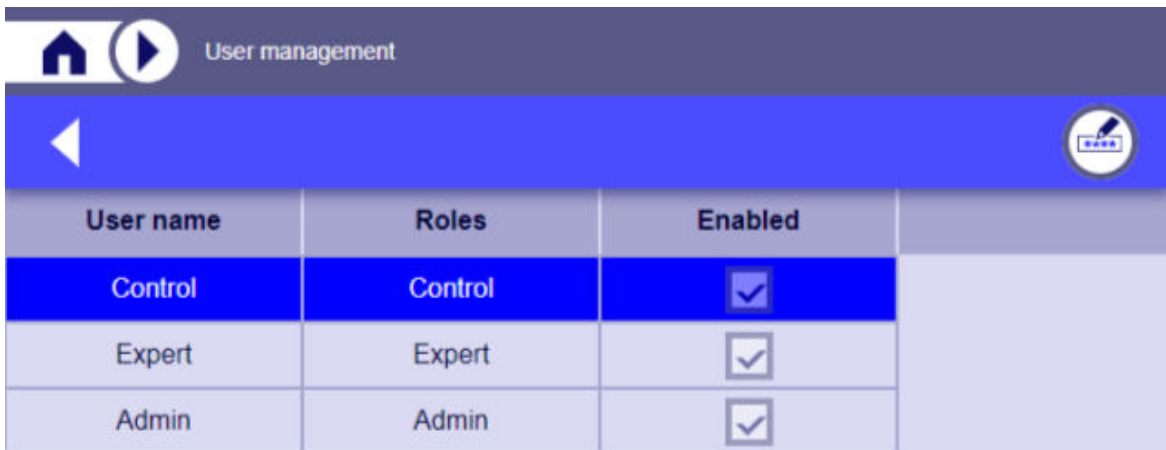 User management
User name Roles Enabled
Control Control
Expert Expert
Admin Admin